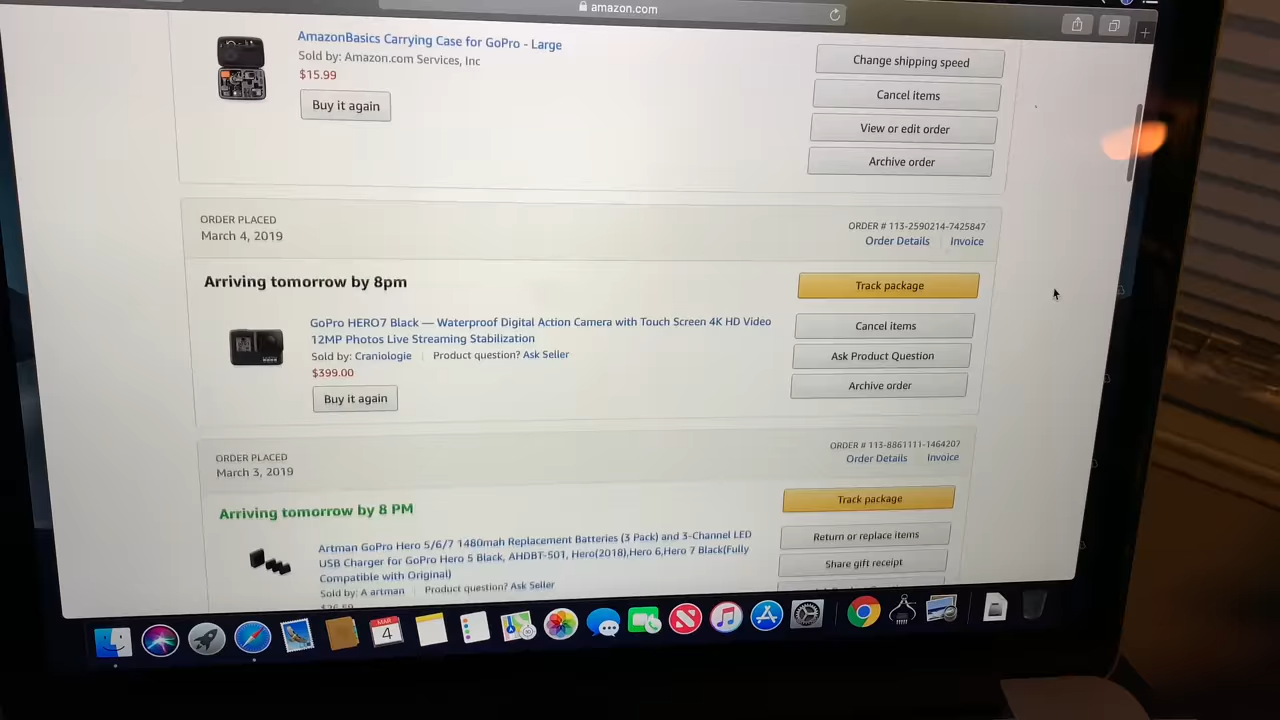 amazon.com
AmazonBasics Carrying Case for GoPro - Large
Sold by: Amazon.com Services, Inc
$15.99
Buy it again
Change shipping speed
Cancel items
View or edit order
Archive order
ORDER PLACED
March 4, 2019
ORDER # 113-2590214-7425847
Order Details
Invoice
Arriving tomorrow by 8pm
Track package
GoPro HERO7 Black — Waterproof Digital Action Camera with Touch Screen 4K HD Video
12MP Photos Live Streaming Stabilization
Sold by: Craniologie
Product question? Ask Seller
$399.00
Buy it again
Cancel items
Ask Product Question
Archive order
ORDER PLACED
March 3, 2019
ORDER # 113-8861111-1464207
Order Details
Invoice
Arriving tomorrow by 8 PM
Track package
Artman GoPro Hero 5/6/7 1480mah Replacement Batteries (3 Pack) and 3-Channel LED
USB Charger for GoPro Hero 5 Black, AHDBT-501, Hero(2018),Hero 6,Hero 7 Black(Fully
Compatible with Original)
Sold by: A artman
Product question? Ask Seller
Return or replace items
Share gift receipt
MAR
4